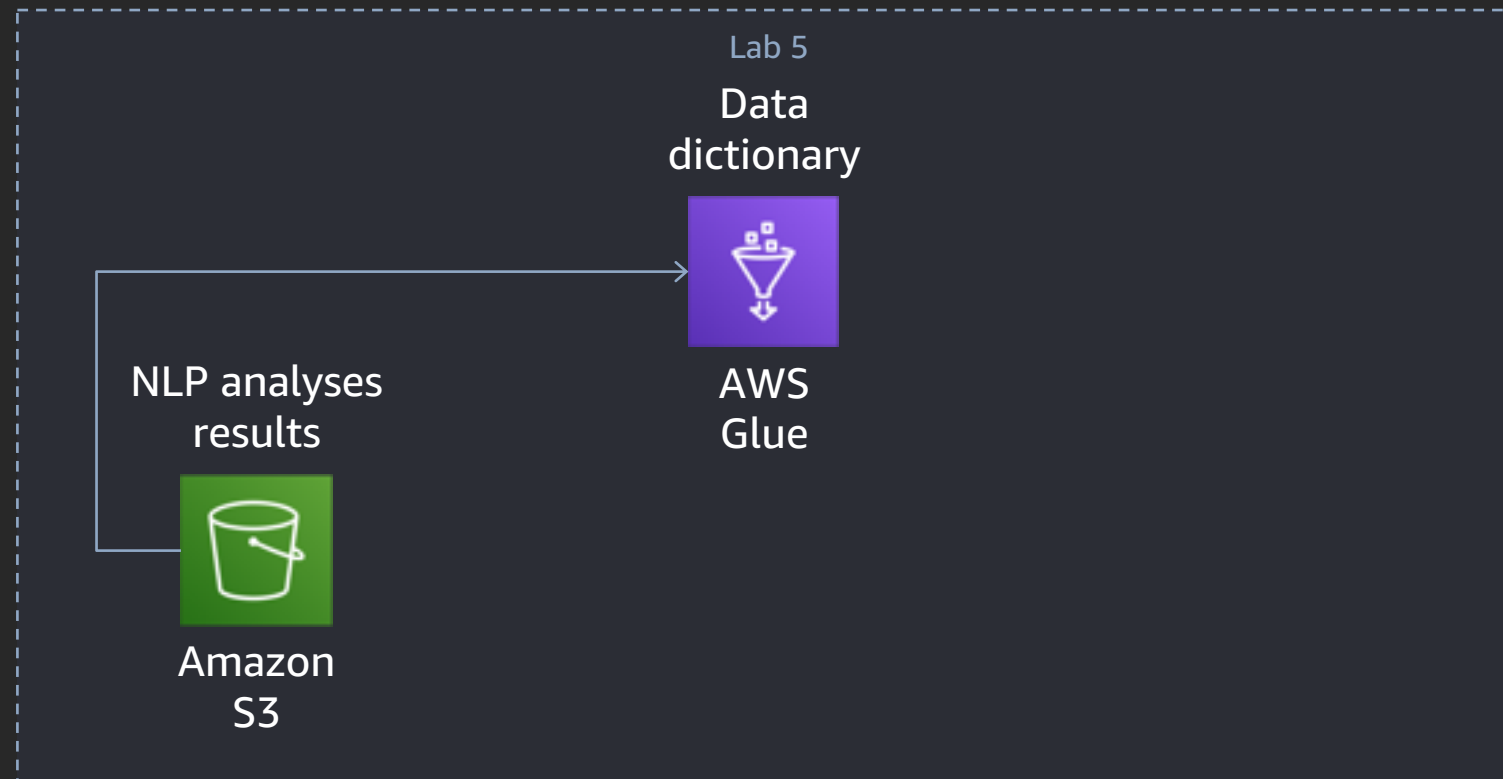 Lab 5
Data
dictionary
AWS
Glue
NLP analyses
results
Amazon
S3